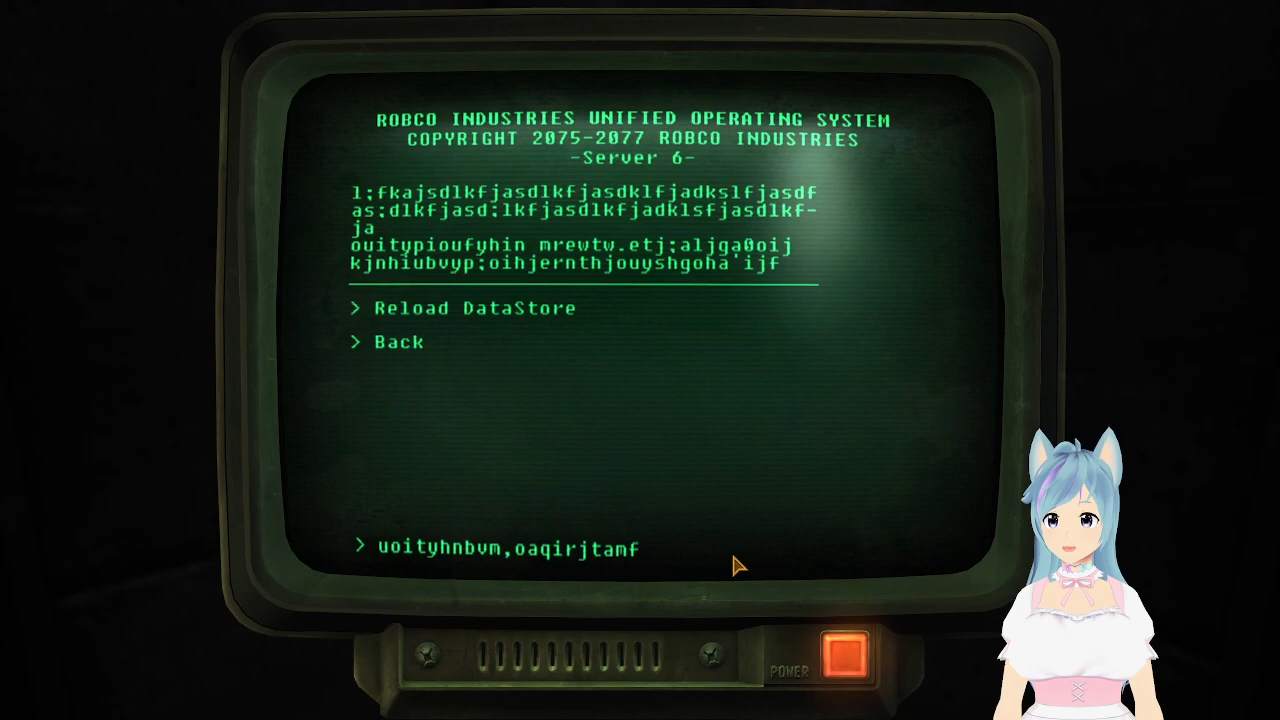 ROBCO INDUSTRIES UNIFIED OPERATING SYSTEM
COPYRIGHT 2075-2077 ROBCO INDUSTRIES
-Server 6-
l;fkajsdlkfjasdlkfjasdklfjadkslfjasdf
as;dlkfjasd;lkfjasdlkfjadklsfjasdlkf-
ja
ouitypioufyhin mrewtw.etj;aljga0oij
kjnhiubvyp;oihjernthjouyshgoha'ijf
> Reload DataStore
> Back
> uoityhnbvm,oaqirjtamf
POWER